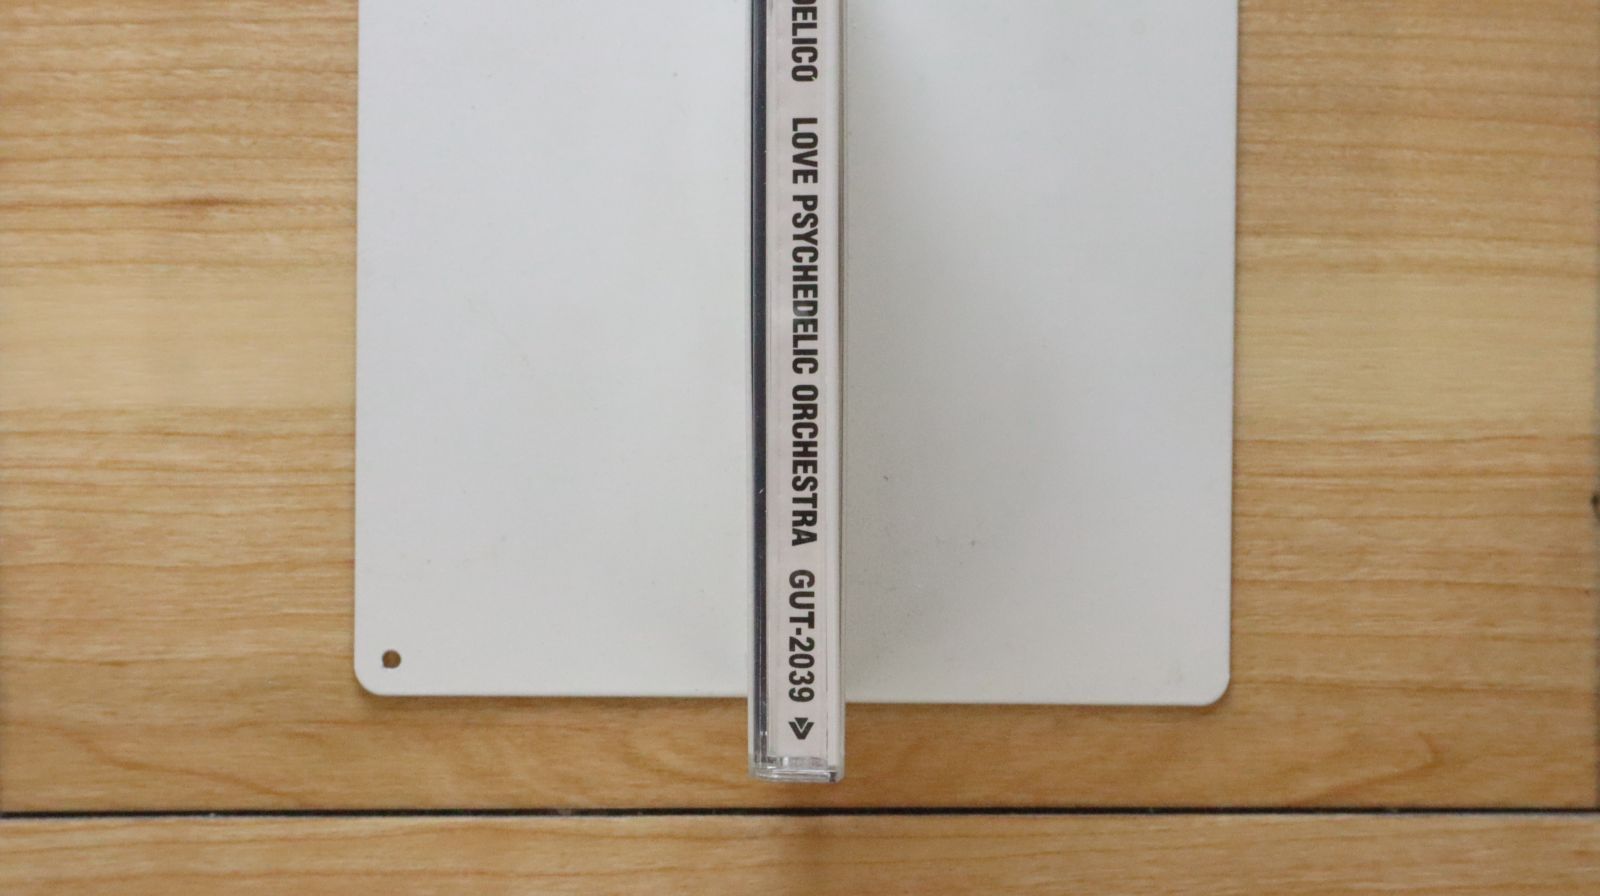 DELICO LOVE PSYCHEDELIC ORCHESTRA GUT-2039